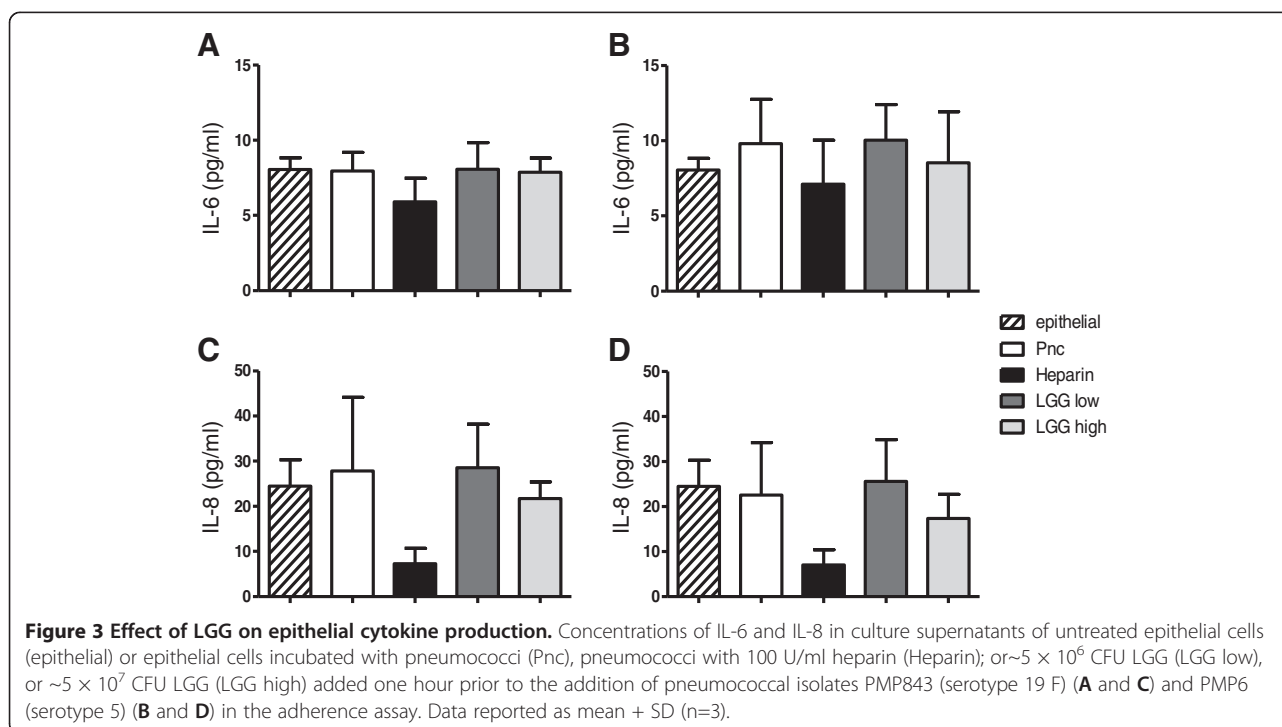 A
B
15
10
5
0
IL-6 (pg/ml)
15
10
5
0
IL-6 (pg/ml)
C
D
50
40
30
20
10
0
IL-8 (pg/ml)
50
40
30
20
10
0
IL-8 (pg/ml)
epithelial
Pnc
Heparin
LGG low
LGG high
Figure 3 Effect of LGG on epithelial cytokine production. Concentrations of IL-6 and IL-8 in culture supernatants of untreated epithelial cells
(epithelial) or epithelial cells incubated with pneumococci (Pnc), pneumococci with 100 U/ml heparin (Heparin); or~5 × 10⁶ CFU LGG (LGG low),
or ~5 × 10⁷ CFU LGG (LGG high) added one hour prior to the addition of pneumococcal isolates PMP843 (serotype 19 F) (A and C) and PMP6
(serotype 5) (B and D) in the adherence assay. Data reported as mean + SD (n=3).